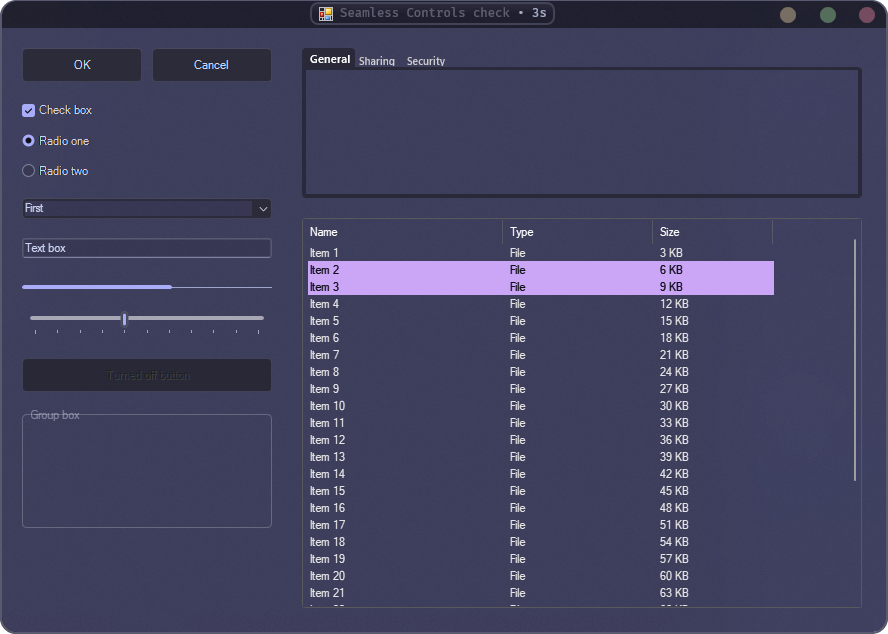 Seamless Controls check • 3s
OK
Cancel
Check box
Radio one
Radio two
First
Text box
Turned off button
Group box
General Sharing Security
Name Type Size
Item 1 File 3 KB
Item 2 File 6 KB
Item 3 File 9 KB
Item 4 File 12 KB
Item 5 File 15 KB
Item 6 File 18 KB
Item 7 File 21 KB
Item 8 File 24 KB
Item 9 File 27 KB
Item 10 File 30 KB
Item 11 File 33 KB
Item 12 File 36 KB
Item 13 File 39 KB
Item 14 File 42 KB
Item 15 File 45 KB
Item 16 File 48 KB
Item 17 File 51 KB
Item 18 File 54 KB
Item 19 File 57 KB
Item 20 File 60 KB
Item 21 File 63 KB